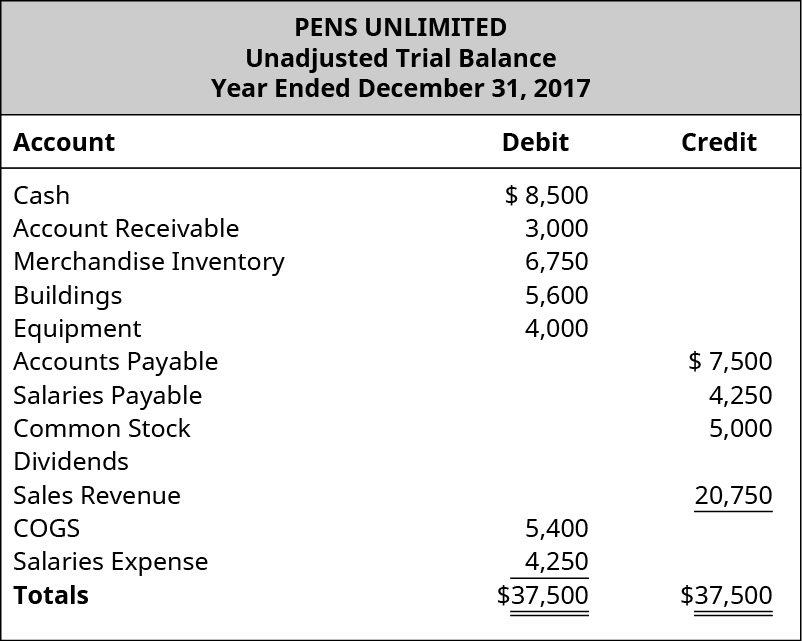 PENS UNLIMITED
Unadjusted Trial Balance
Year Ended December 31, 2017
Account Debit Credit
Cash $ 8,500
Account Receivable 3,000
Merchandise Inventory 6,750
Buildings 5,600
Equipment 4,000
Accounts Payable $ 7,500
Salaries Payable 4,250
Common Stock 5,000
Dividends
Sales Revenue 20,750
COGS 5,400
Salaries Expense 4,250
Totals $37,500 $37,500